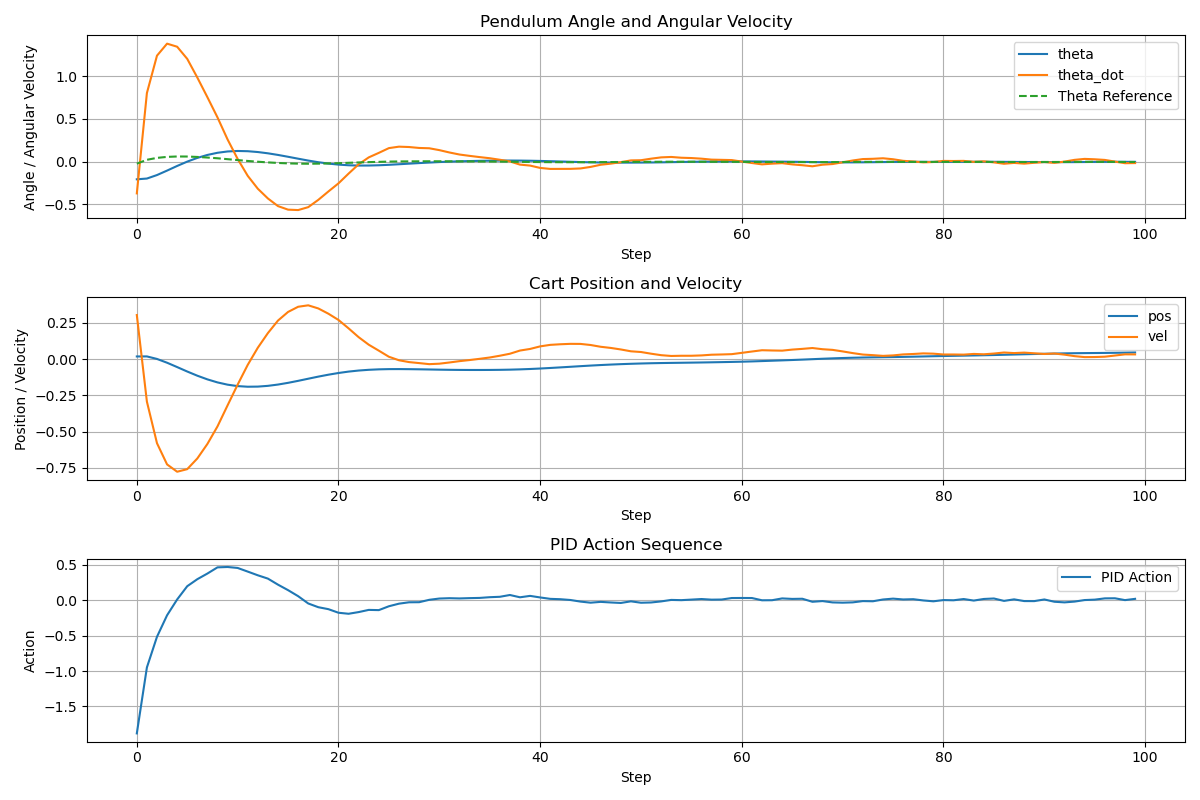 Pendulum Angle and Angular Velocity
Angle / Angular Velocity
1.0
0.5
0.0
−0.5
theta
theta_dot
Theta Reference
0 20 40 60 80 100
Step
Cart Position and Velocity
Position / Velocity
0.25
0.00
−0.25
−0.50
−0.75
pos
vel
0 20 40 60 80 100
Step
PID Action Sequence
Action
0.5
0.0
−0.5
−1.0
−1.5
PID Action
0 20 40 60 80 100
Step